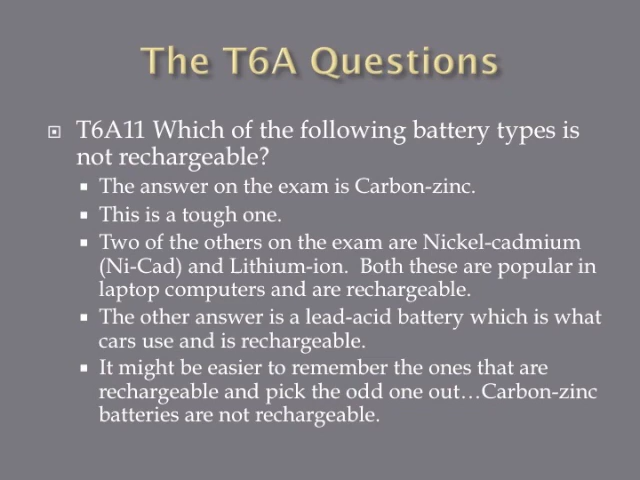 The T6A Questions
T6A11 Which of the following battery types is
not rechargeable?
The answer on the exam is Carbon-zinc.
This is a tough one.
Two of the others on the exam are Nickel-cadmium
(Ni-Cad) and Lithium-ion.  Both these are popular in
laptop computers and are rechargeable.
The other answer is a lead-acid battery which is what
cars use and is rechargeable.
It might be easier to remember the ones that are
rechargeable and pick the odd one out…Carbon-zinc
batteries are not rechargeable.